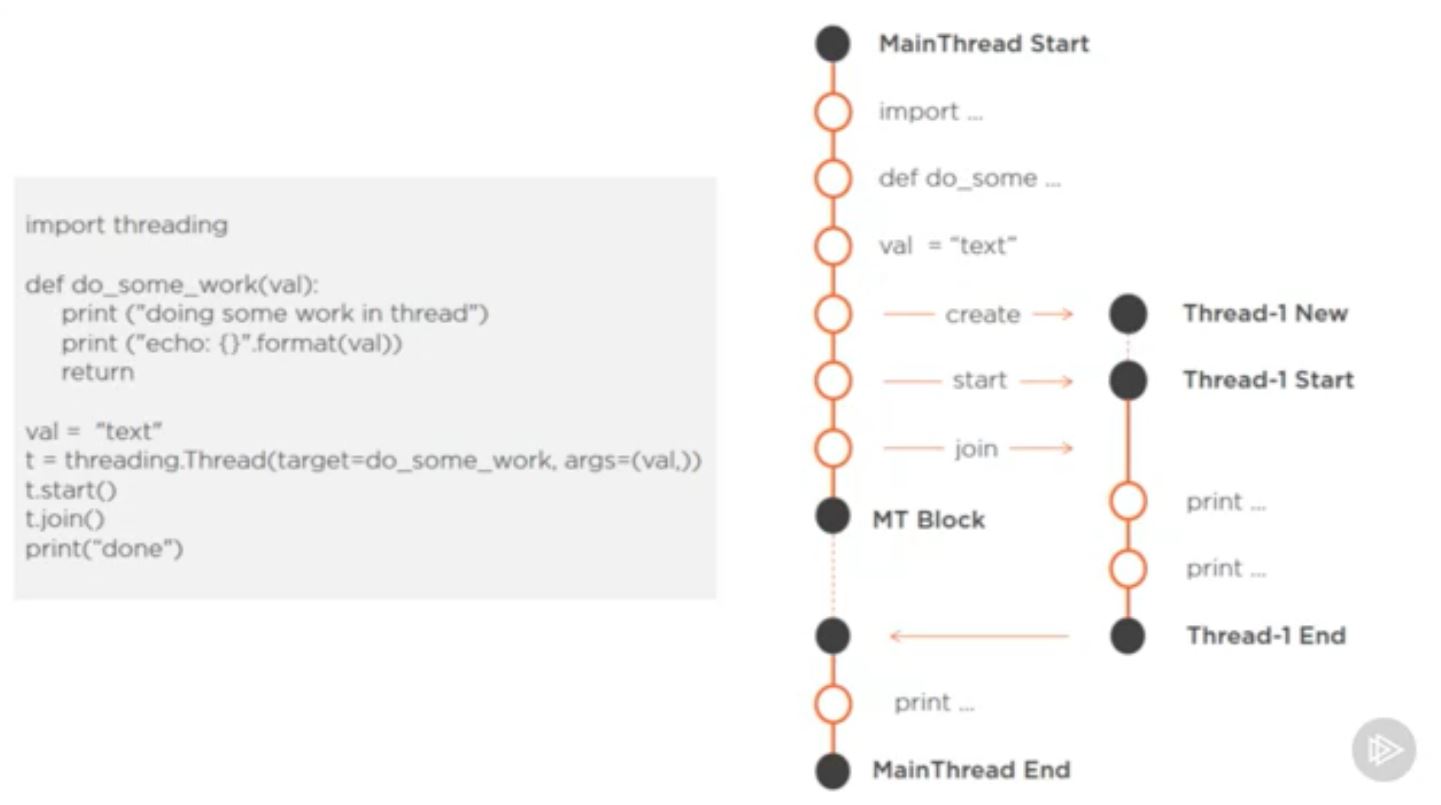 import threading
def do_some_work(val):
print ("doing some work in thread")
print ("echo: {}".format(val))
return
val = "text"
t = threading.Thread(target=do_some_work, args=(val,))
t.start()
t.join()
print("done")
MainThread Start
import ...
def do_some ...
val = "text"
create
Thread-1 New
start
Thread-1 Start
join
MT Block
print ...
print ...
Thread-1 End
print ...
MainThread End